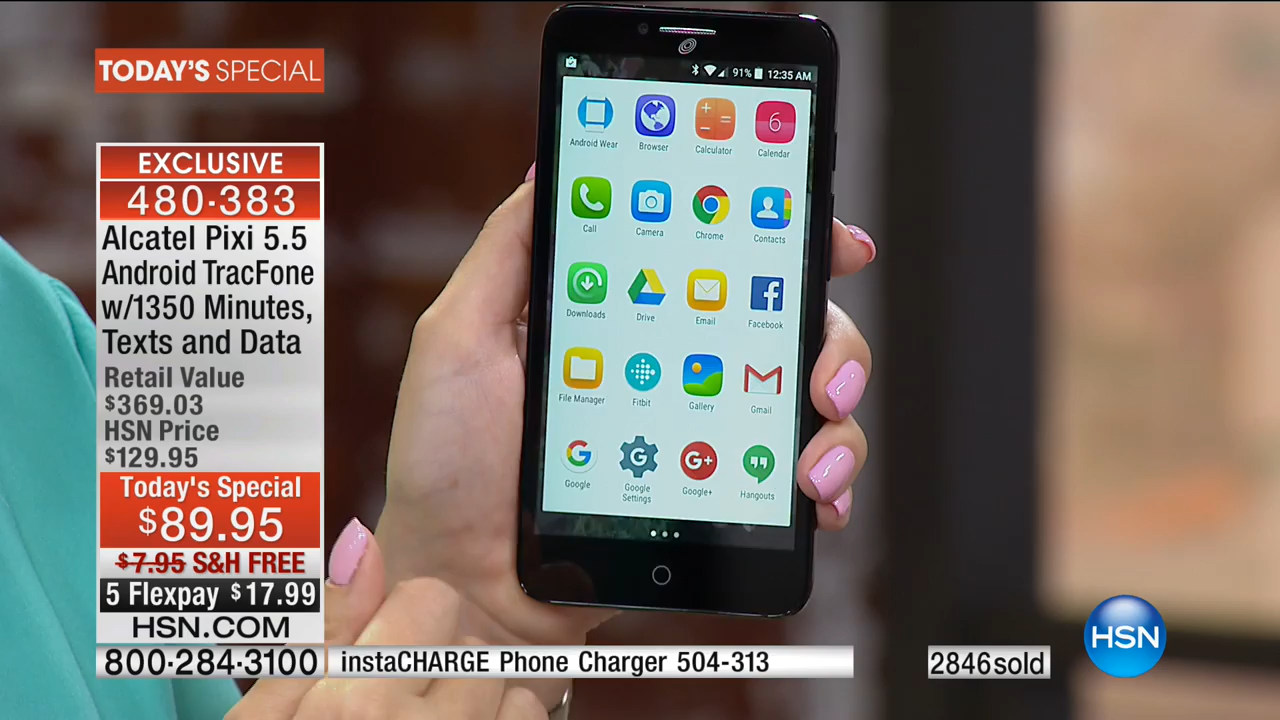 TODAY'S SPECIAL
EXCLUSIVE
480·383
Alcatel Pixi 5.5
Android TracFone
w/1350 Minutes,
Texts and Data
Retail Value
$369.03
HSN Price
$129.95
Today's Special
$89.95
$7.95 S&H FREE
5 Flexpay $17.99
HSN.COM
800·284·3100 instaCHARGE Phone Charger 504-313
2846sold
HSN
91% 12:35 AM
6
Android Wear Browser Calculator Calendar
Call Camera Chrome Contacts
Downloads Drive Email Facebook
File Manager Fitbit Gallery Gmail
G G+
Google Google Settings Google+ Hangouts